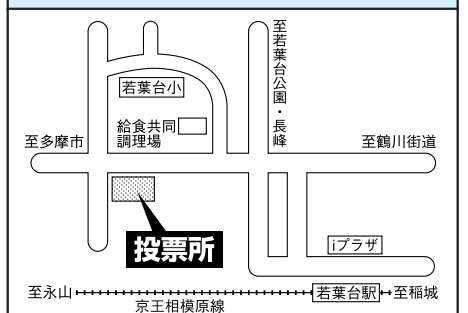 至若葉台公園・長峰
若葉台小
給食共同
調理場
至多摩市
至鶴川街道
投票所
iプラザ
至永山
若葉台駅
至稲城
京王相模原線